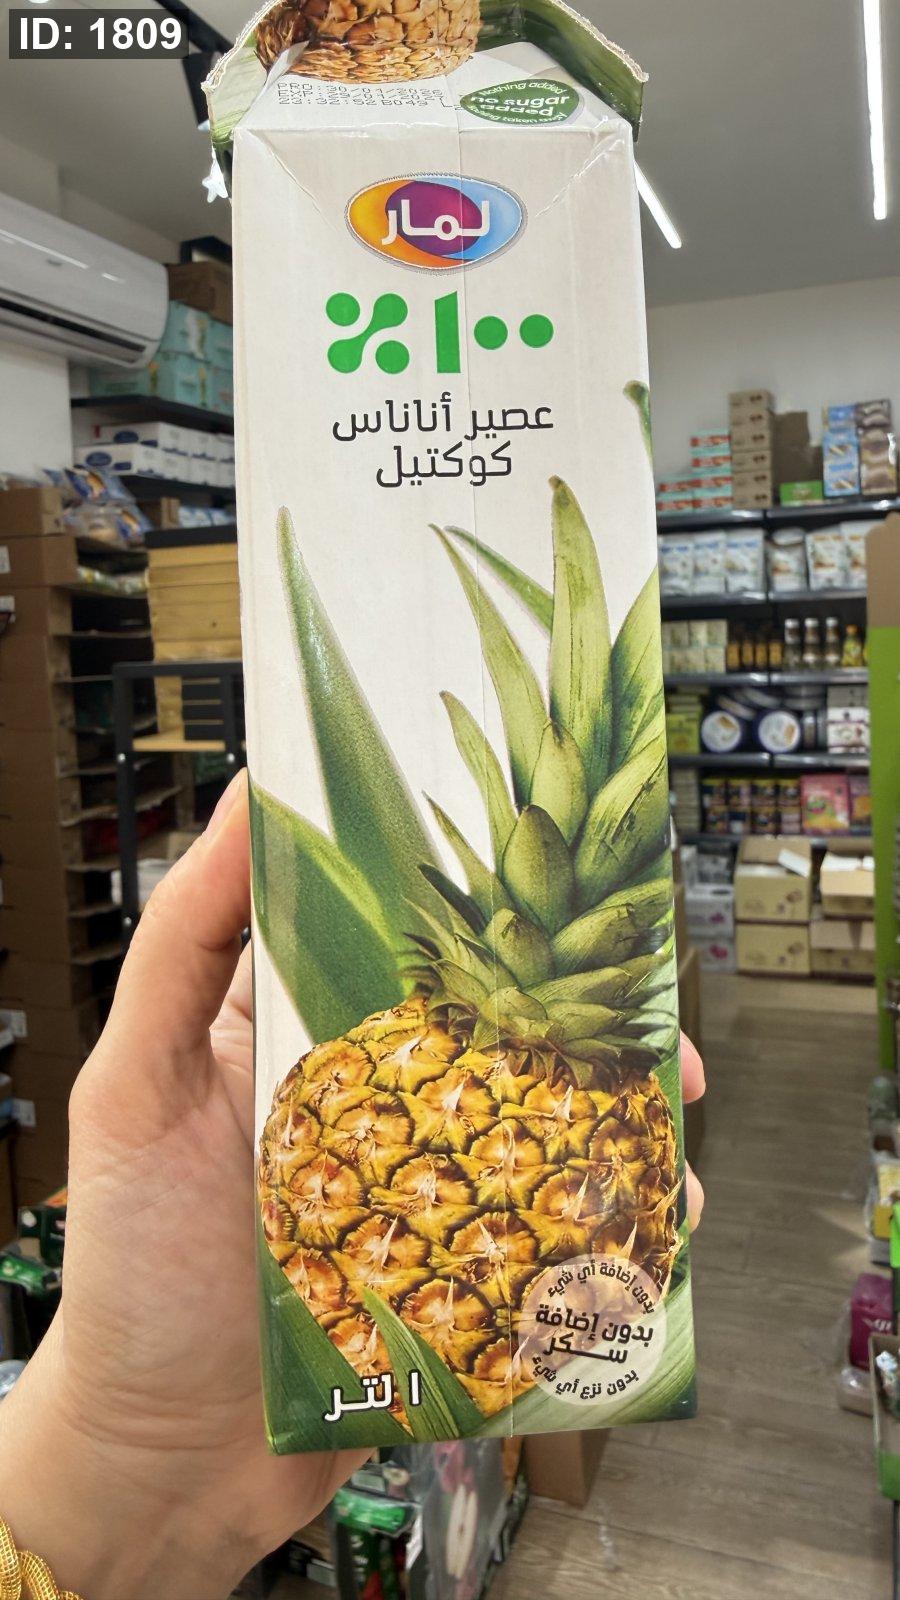 ID: 1809
Nothing added
no sugar
added
لمار
١٠٠٪
عصير أناناس
كوكتيل
بدون إضافة أي شيء
بدون إضافة
سكر
بدون نزع أي شيء
١ لتر